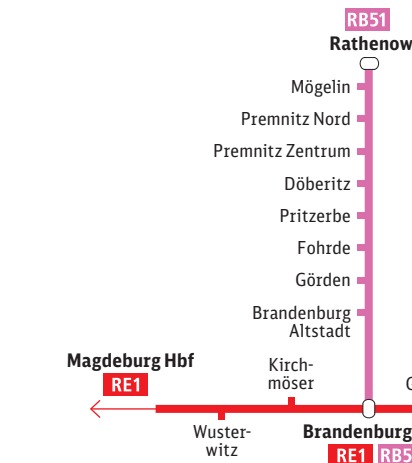 RB51
Rathenow
Mögelin
Premnitz Nord
Premnitz Zentrum
Döberitz
Pritzerbe
Fohrde
Görden
Brandenburg
Altstadt
Magdeburg Hbf
RE1
Kirch-
möser
Wuster-
witz
Brandenburg
RE1 RB5